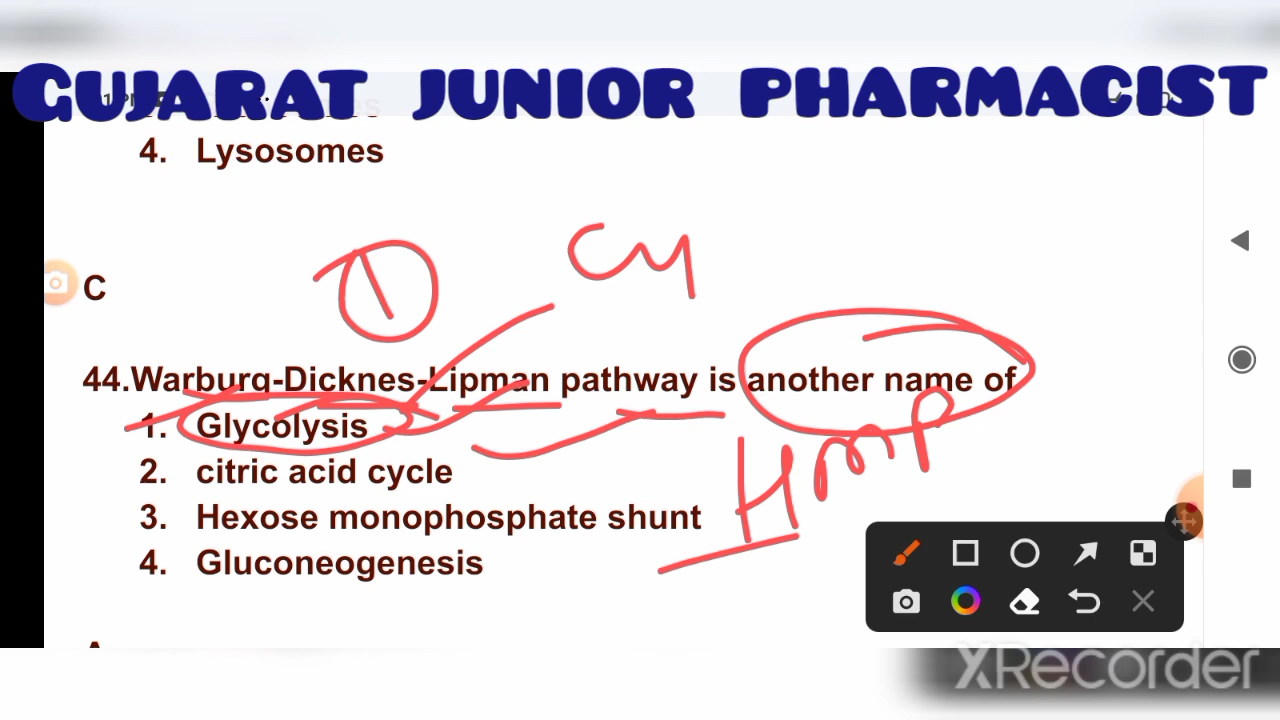 GUJARAT JUNIOR PHARMACIST
4. Lysosomes
Cy
1
C
44.Warburg-Dicknes-Lipman pathway is another name of
1. Glycolysis
2. citric acid cycle
HMP
3. Hexose monophosphate shunt
4. Gluconeogenesis
XRecorder